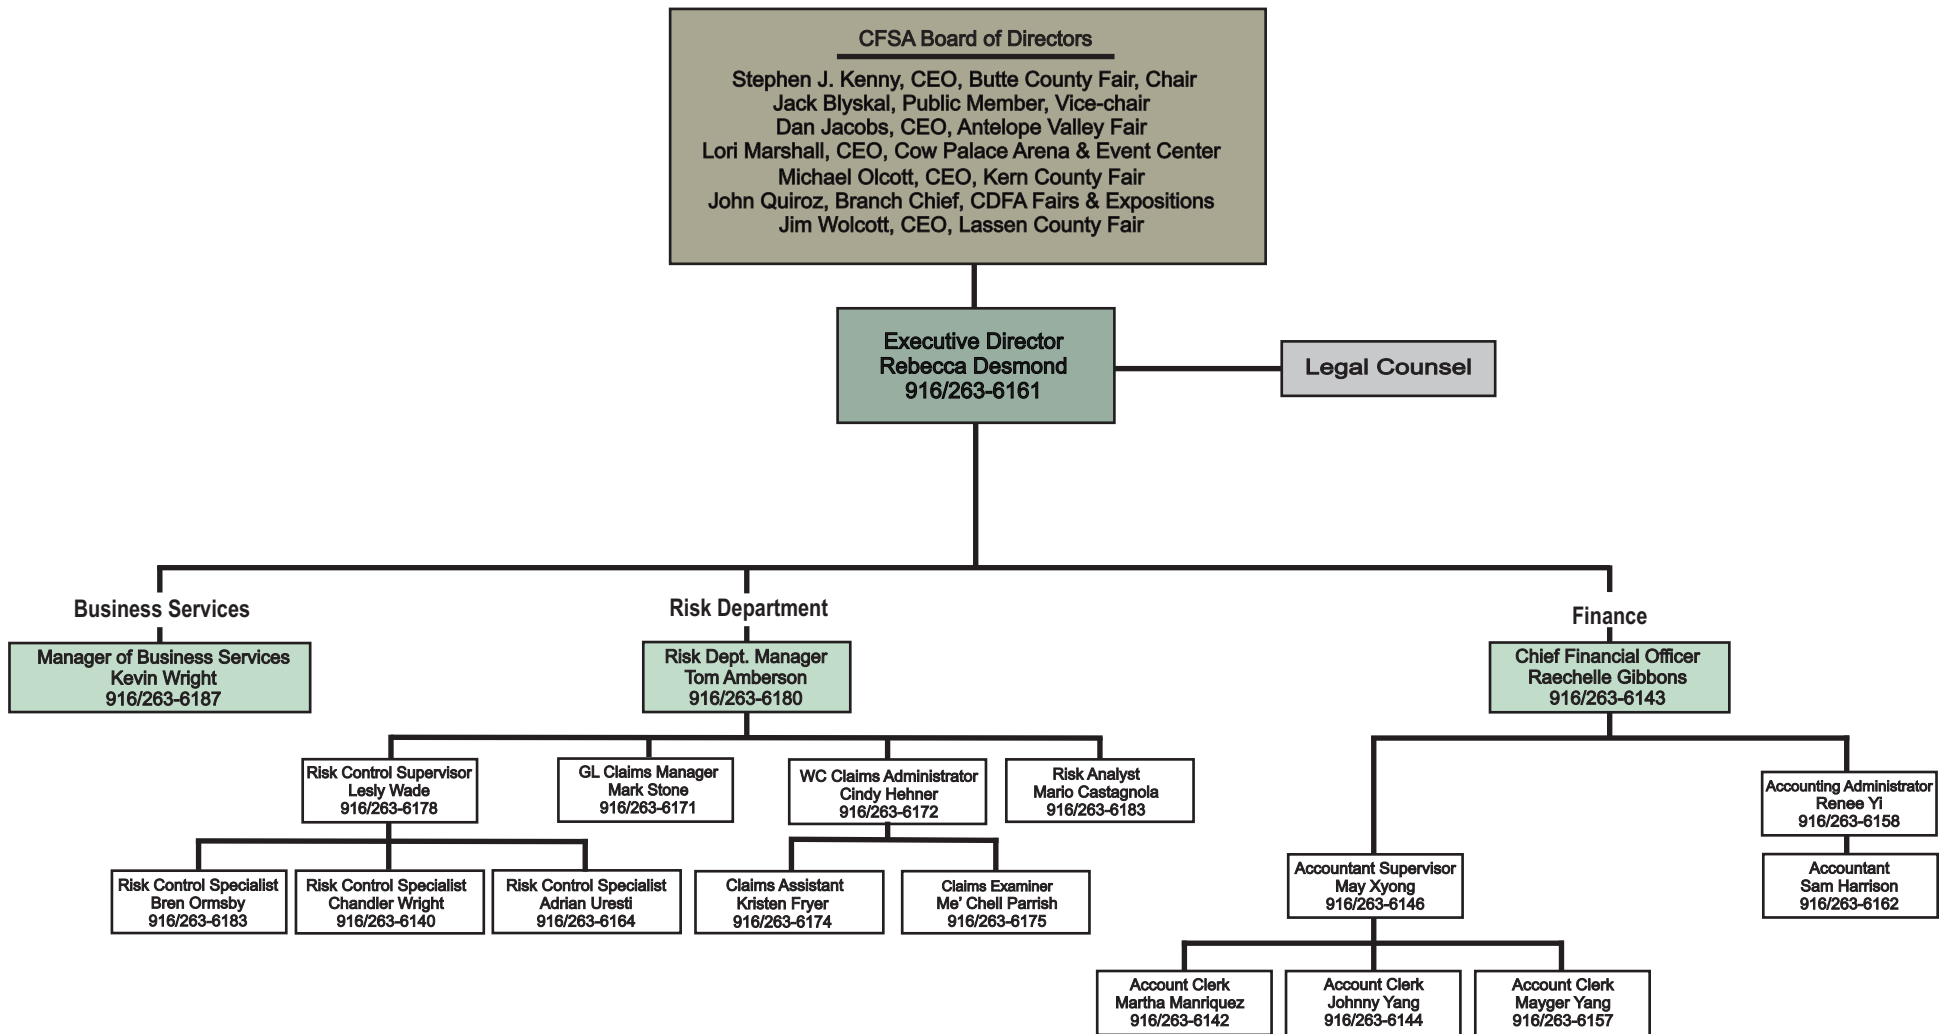 CFSA Board of Directors
Stephen J. Kenny, CEO, Butte County Fair, Chair
Jack Blyskal, Public Member, Vice-chair
Dan Jacobs, CEO, Antelope Valley Fair
Lori Marshall, CEO, Cow Palace Arena & Event Center
Michael Olcott, CEO, Kern County Fair
John Quiroz, Branch Chief, CDFA Fairs & Expositions
Jim Wolcott, CEO, Lassen County Fair
Executive Director
Rebecca Desmond
916/263-6161
Legal Counsel
Business Services
Manager of Business Services
Kevin Wright
916/263-6187
Risk Department
Risk Dept. Manager
Tom Amberson
916/263-6180
Finance
Chief Financial Officer
Raechelle Gibbons
916/263-6143
Risk Control Supervisor
Lesly Wade
916/263-6178
GL Claims Manager
Mark Stone
916/263-6171
WC Claims Administrator
Cindy Hehner
916/263-6172
Risk Analyst
Mario Castagnola
916/263-6183
Accounting Administrator
Renee Yi
916/263-6158
Risk Control Specialist
Bren Ormsby
916/263-6183
Risk Control Specialist
Chandler Wright
916/263-6140
Risk Control Specialist
Adrian Uresti
916/263-6164
Claims Assistant
Kristen Fryer
916/263-6174
Claims Examiner
Me' Chell Parrish
916/263-6175
Accountant Supervisor
May Xyong
916/263-6146
Accountant
Sam Harrison
916/263-6162
Account Clerk
Martha Manriquez
916/263-6142
Account Clerk
Johnny Yang
916/263-6144
Account Clerk
Mayger Yang
916/263-6157